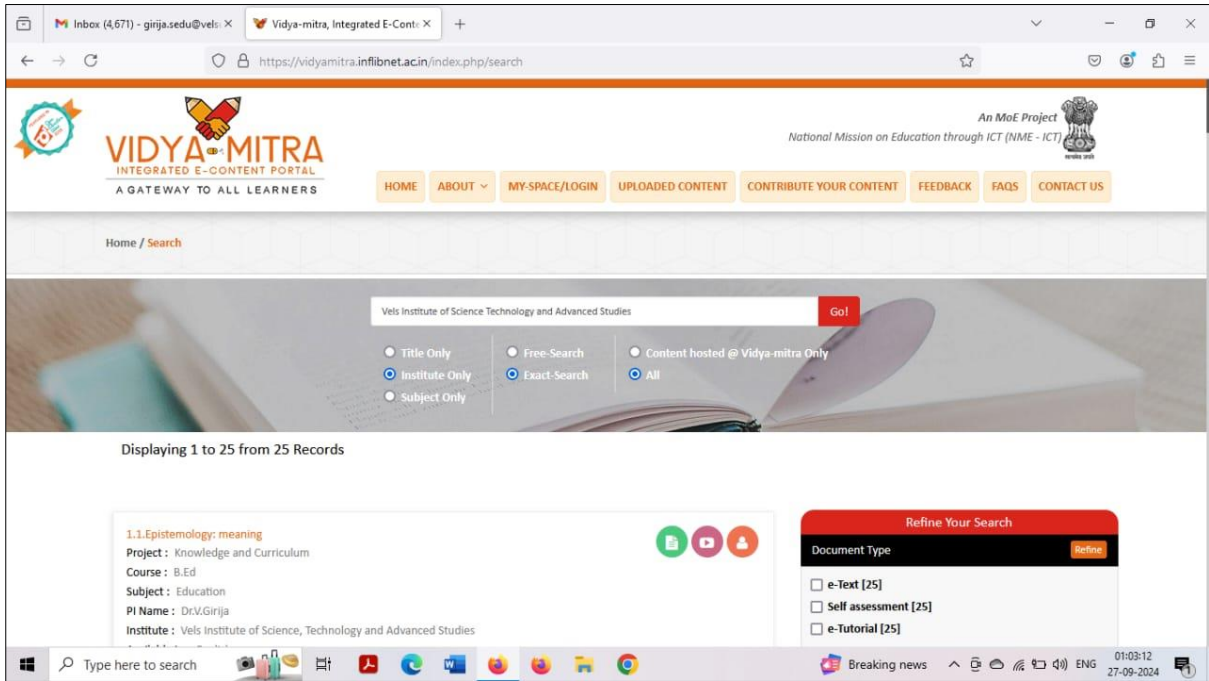 Inbox (4,671) - girija.sedu@vels
Vidya-mitra, Integrated E-Conte
https://vidyamitra.inflibnet.ac.in/index.php/search
VIDYA-MITRA
INTEGRATED E-CONTENT PORTAL
A GATEWAY TO ALL LEARNERS
An MoE Project
National Mission on Education through ICT (NME - ICT)
HOME ABOUT MY-SPACE/LOGIN UPLOADED CONTENT CONTRIBUTE YOUR CONTENT FEEDBACK FAQS CONTACT US
Home / Search
Vels Institute of Science Technology and Advanced Studies Go!
Title Only Free-Search Content hosted @ Vidya-mitra Only
Institute Only Exact-Search All
Subject Only
Displaying 1 to 25 from 25 Records
1.1.Epistemology: meaning
Project : Knowledge and Curriculum
Course : B.Ed
Subject : Education
PI Name : Dr.V.Girija
Institute : Vels Institute of Science, Technology and Advanced Studies
Refine Your Search
Document Type Refine
e-Text [25]
Self assessment [25]
e-Tutorial [25]
Type here to search
Breaking news
ENG
01:03:12
27-09-2024